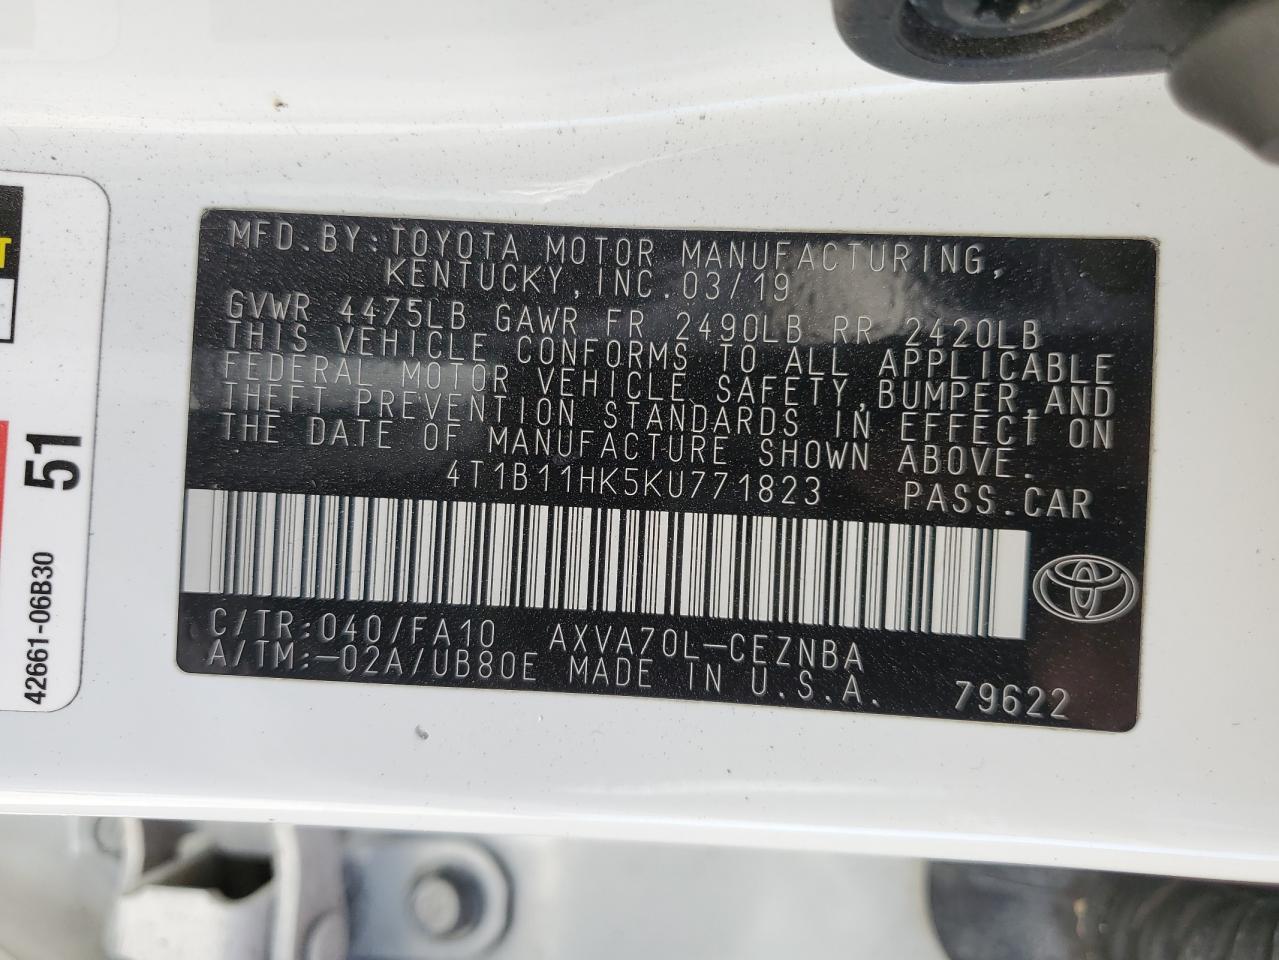 MFD. BY: TOYOTA MOTOR MANUFACTURING,
KENTUCKY, INC. 03/19
GVWR 4475LB GAWR FR 2490LB RR 2420LB
THIS VEHICLE CONFORMS TO ALL APPLICABLE
FEDERAL MOTOR VEHICLE SAFETY, BUMPER, AND
THEFT PREVENTION STANDARDS IN EFFECT ON
THE DATE OF MANUFACTURE SHOWN ABOVE.
4T1B11HK5KU771823 PASS. CAR
C/TR: 040/FA10 AXVA70L-CEZNBA
A/TM: -02A/UB80E MADE IN U.S.A. 79622
T
51
42661-06B30